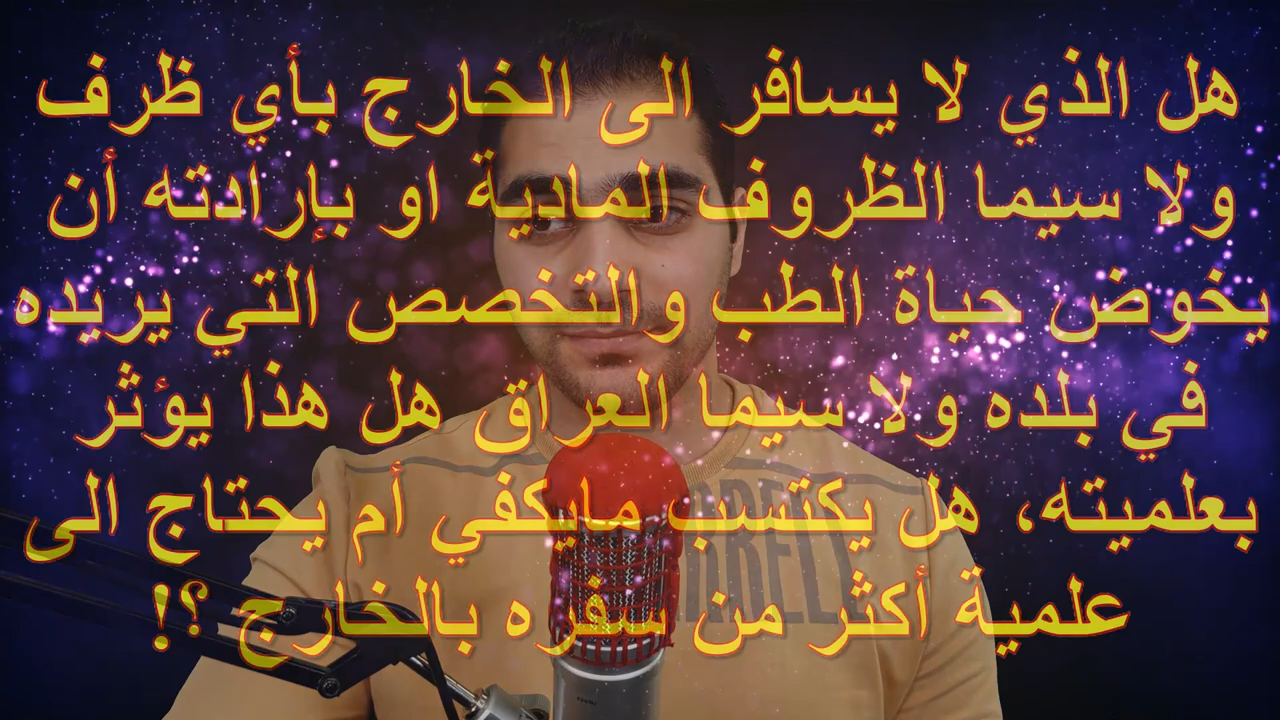 هل الذي لا يسافر الى الخارج بأي ظرف
ولا سيما الظروف المادية او بإرادته أن
يخوض حياة الطب والتخصص التي يريده
في بلده ولا سيما العراق هل هذا يؤثر
بعلميته، هل يكتسب مايكفي أم يحتاج الى
علمية أكثر من سفره بالخارج ؟!